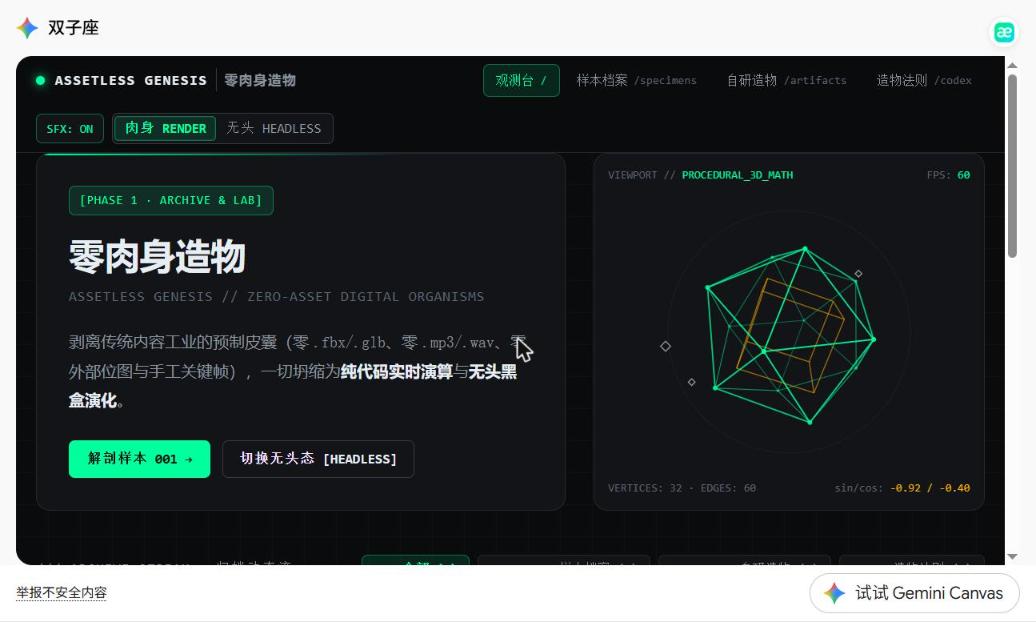 双子座
æ
ASSETLESS GENESIS 零肉身造物
观测台 / 样本档案 /specimens 自研造物 /artifacts 造物法则 /codex
SFX: ON 肉身 RENDER 无头 HEADLESS
[PHASE 1 · ARCHIVE & LAB]
零肉身造物
ASSETLESS GENESIS // ZERO-ASSET DIGITAL ORGANISMS
剥离传统内容工业的预制皮囊（零 .fbx/.glb、零 .mp3/.wav、零
外部位图与手工关键帧），一切坍缩为纯代码实时演算与无头黑
盒演化。
解剖样本 001 → 切换无头态 [HEADLESS]
VIEWPORT // PROCEDURAL_3D_MATH FPS: 60
VERTICES: 32 · EDGES: 60 sin/cos: -0.92 / -0.40
举报不安全内容
试试 Gemini Canvas